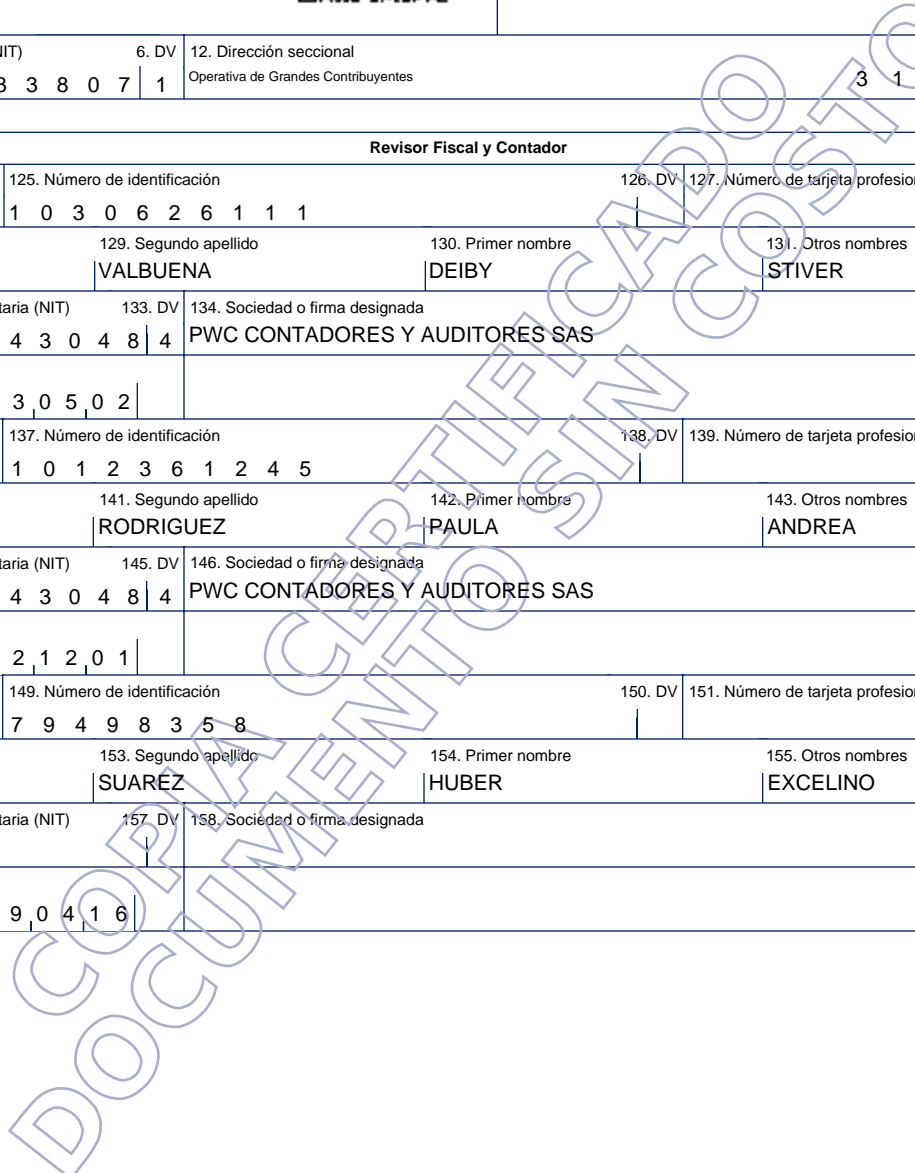 NIT) 6. DV 12. Dirección seccional
3 3 8 0 7 1 Operativa de Grandes Contribuyentes 3 1
Revisor Fiscal y Contador
125. Número de identificación 126. DV 127. Número de tarjeta profesion
1 0 3 0 6 2 6 1 1 1
129. Segundo apellido 130. Primer nombre 131. Otros nombres
VALBUENA DEIBY STIVER
taria (NIT) 133. DV 134. Sociedad o firma designada
4 3 0 4 8 4 PWC CONTADORES Y AUDITORES SAS
3 0 5 0 2
137. Número de identificación 138. DV 139. Número de tarjeta profesion
1 0 1 2 3 6 1 2 4 5
141. Segundo apellido 142. Primer nombre 143. Otros nombres
RODRIGUEZ PAULA ANDREA
taria (NIT) 145. DV 146. Sociedad o firma designada
4 3 0 4 8 4 PWC CONTADORES Y AUDITORES SAS
2 1 2 0 1
149. Número de identificación 150. DV 151. Número de tarjeta profesion
7 9 4 9 8 3 5 8
153. Segundo apellido 154. Primer nombre 155. Otros nombres
SUAREZ HUBER EXCELINO
taria (NIT) 157. DV 158. Sociedad o firma designada
9 0 4 1 6
COPIA CERTIFICADO
DOCUMENTO SIN COSTO